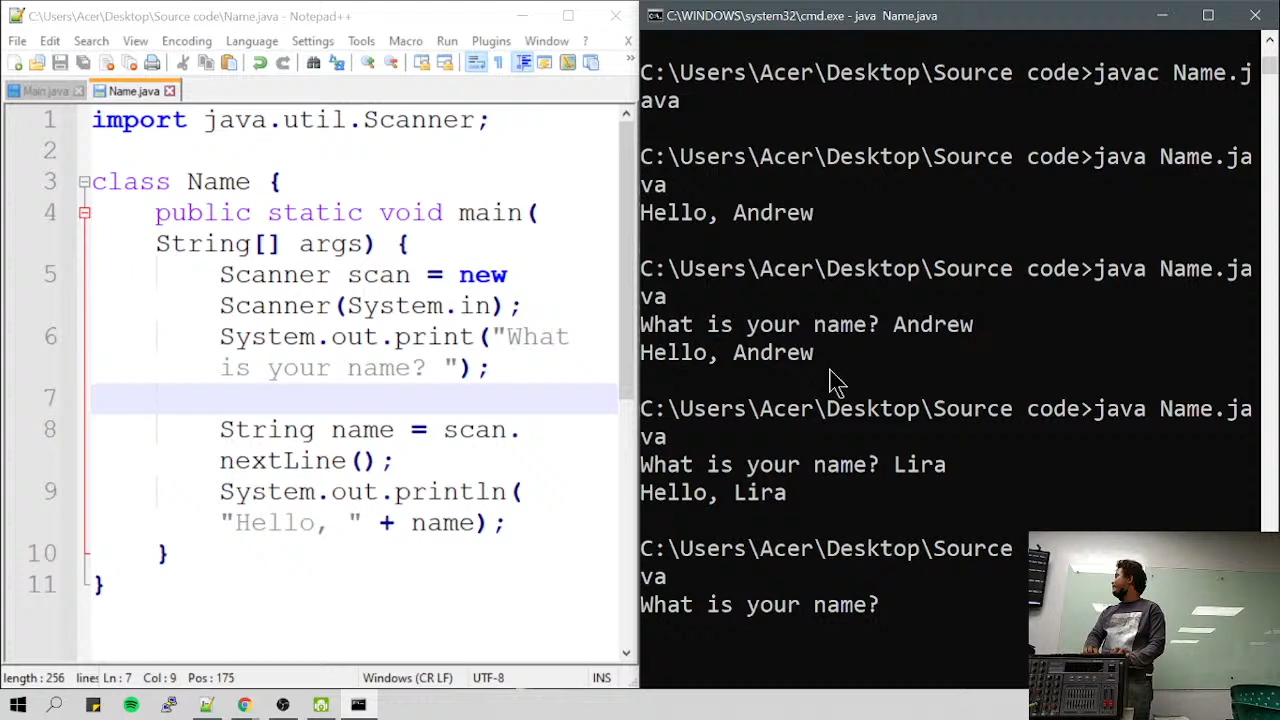 C:\Users\Acer\Desktop\Source code\Name.java - Notepad++
File Edit Search View Encoding Language Settings Tools Macro Run Plugins Window ? X
Main.java Name.java
1 import java.util.Scanner;
2
3 class Name {
4 public static void main(
String[] args) {
5 Scanner scan = new
Scanner(System.in);
6 System.out.print("What
is your name? ");
7
8 String name = scan.
nextLine();
9 System.out.println(
"Hello, " + name);
10 }
11 }
length: 256 lines Ln : 7 Col : 9 Pos : 175 Windows (CR LF) UTF-8 INS
C:\WINDOWS\system32\cmd.exe - java Name.java
C:\Users\Acer\Desktop\Source code>javac Name.j
ava
C:\Users\Acer\Desktop\Source code>java Name.ja
va
Hello, Andrew
C:\Users\Acer\Desktop\Source code>java Name.ja
va
What is your name? Andrew
Hello, Andrew
C:\Users\Acer\Desktop\Source code>java Name.ja
va
What is your name? Lira
Hello, Lira
C:\Users\Acer\Desktop\Source
va
What is your name?